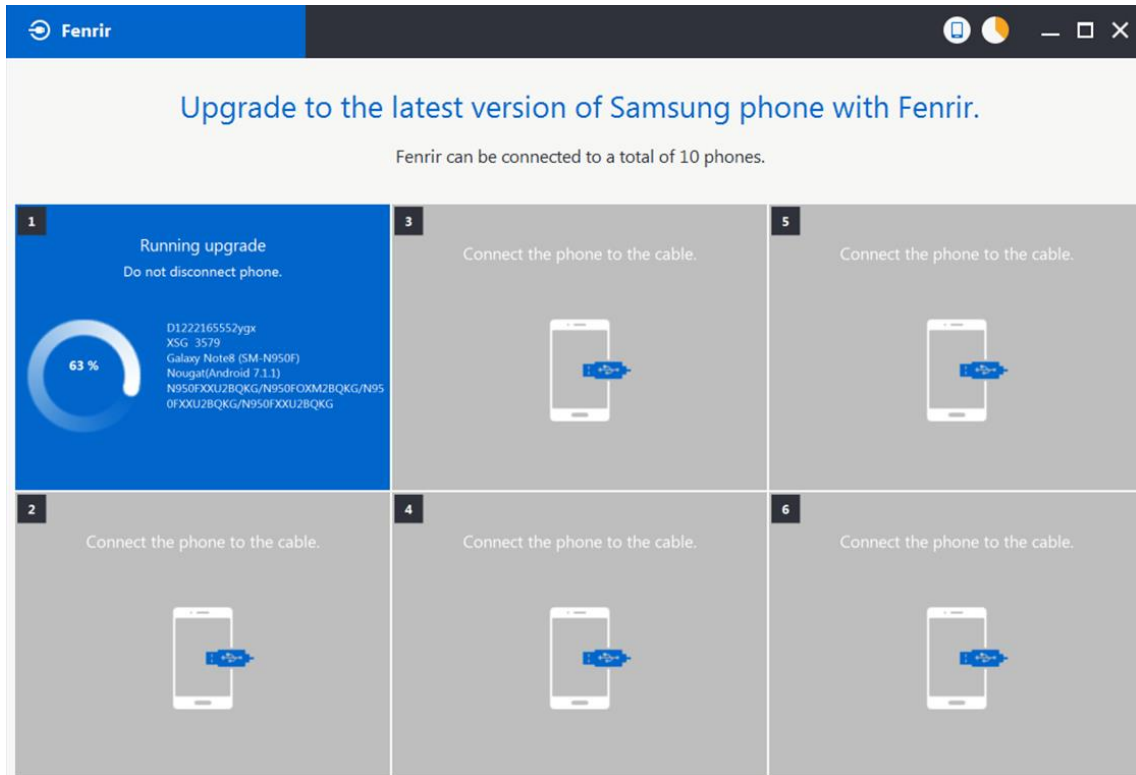 Fenrir
Upgrade to the latest version of Samsung phone with Fenrir.
Fenrir can be connected to a total of 10 phones.
1
Running upgrade
Do not disconnect phone.
63 %
D1222165552ygx
XSG 3579
Galaxy Note8 (SM-N950F)
Nougat(Android 7.1.1)
N950FXXU2BQKG/N950FOXM2BQKG/N95
0FXXU2BQKG/N950FXXU2BQKG
3
Connect the phone to the cable.
5
Connect the phone to the cable.
2
Connect the phone to the cable.
4
Connect the phone to the cable.
6
Connect the phone to the cable.